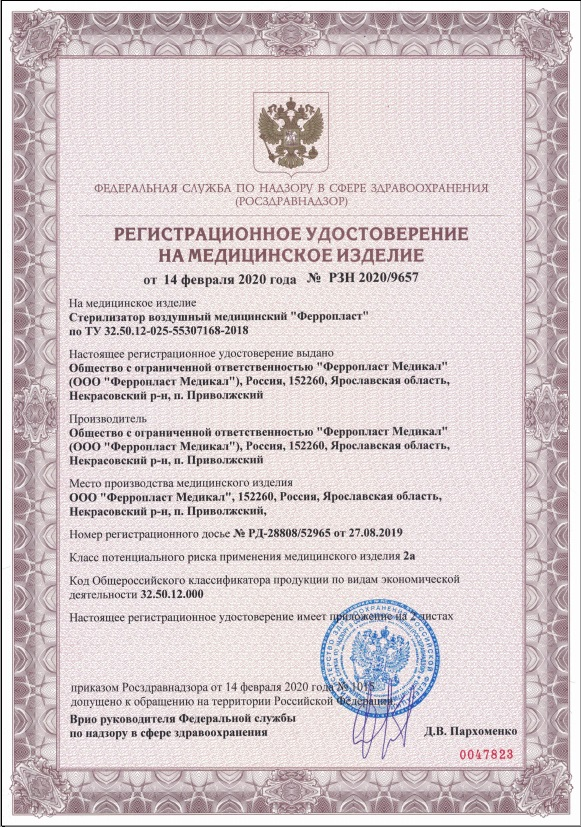 ФЕДЕРАЛЬНАЯ СЛУЖБА ПО НАДЗОРУ В СФЕРЕ ЗДРАВООХРАНЕНИЯ
(РОСЗДРАВНАДЗОР)
РЕГИСТРАЦИОННОЕ УДОСТОВЕРЕНИЕ
НА МЕДИЦИНСКОЕ ИЗДЕЛИЕ
от 14 февраля 2020 года № РЗН 2020/9657
На медицинское изделие
Стерилизатор воздушный медицинский "Ферропласт"
по ТУ 32.50.12-025-55307168-2018
Настоящее регистрационное удостоверение выдано
Общество с ограниченной ответственностью "Ферропласт Медикал"
(ООО "Ферропласт Медикал"), Россия, 152260, Ярославская область,
Некрасовский р-н, п. Приволжский
Производитель
Общество с ограниченной ответственностью "Ферропласт Медикал"
(ООО "Ферропласт Медикал"), Россия, 152260, Ярославская область,
Некрасовский р-н, п. Приволжский
Место производства медицинского изделия
ООО "Ферропласт Медикал", 152260, Россия, Ярославская область,
Некрасовский р-н, п. Приволжский,
Номер регистрационного досье № РД-28808/52965 от 27.08.2019
Класс потенциального риска применения медицинского изделия 2а
Код Общероссийского классификатора продукции по видам экономической
деятельности 32.50.12.000
Настоящее регистрационное удостоверение имеет приложение на 2 листах
приказом Росздравнадзора от 14 февраля 2020 года № 1015
допущено к обращению на территории Российской Федерации.
Врио руководителя Федеральной службы
по надзору в сфере здравоохранения
Д.В. Пархоменко
0047823